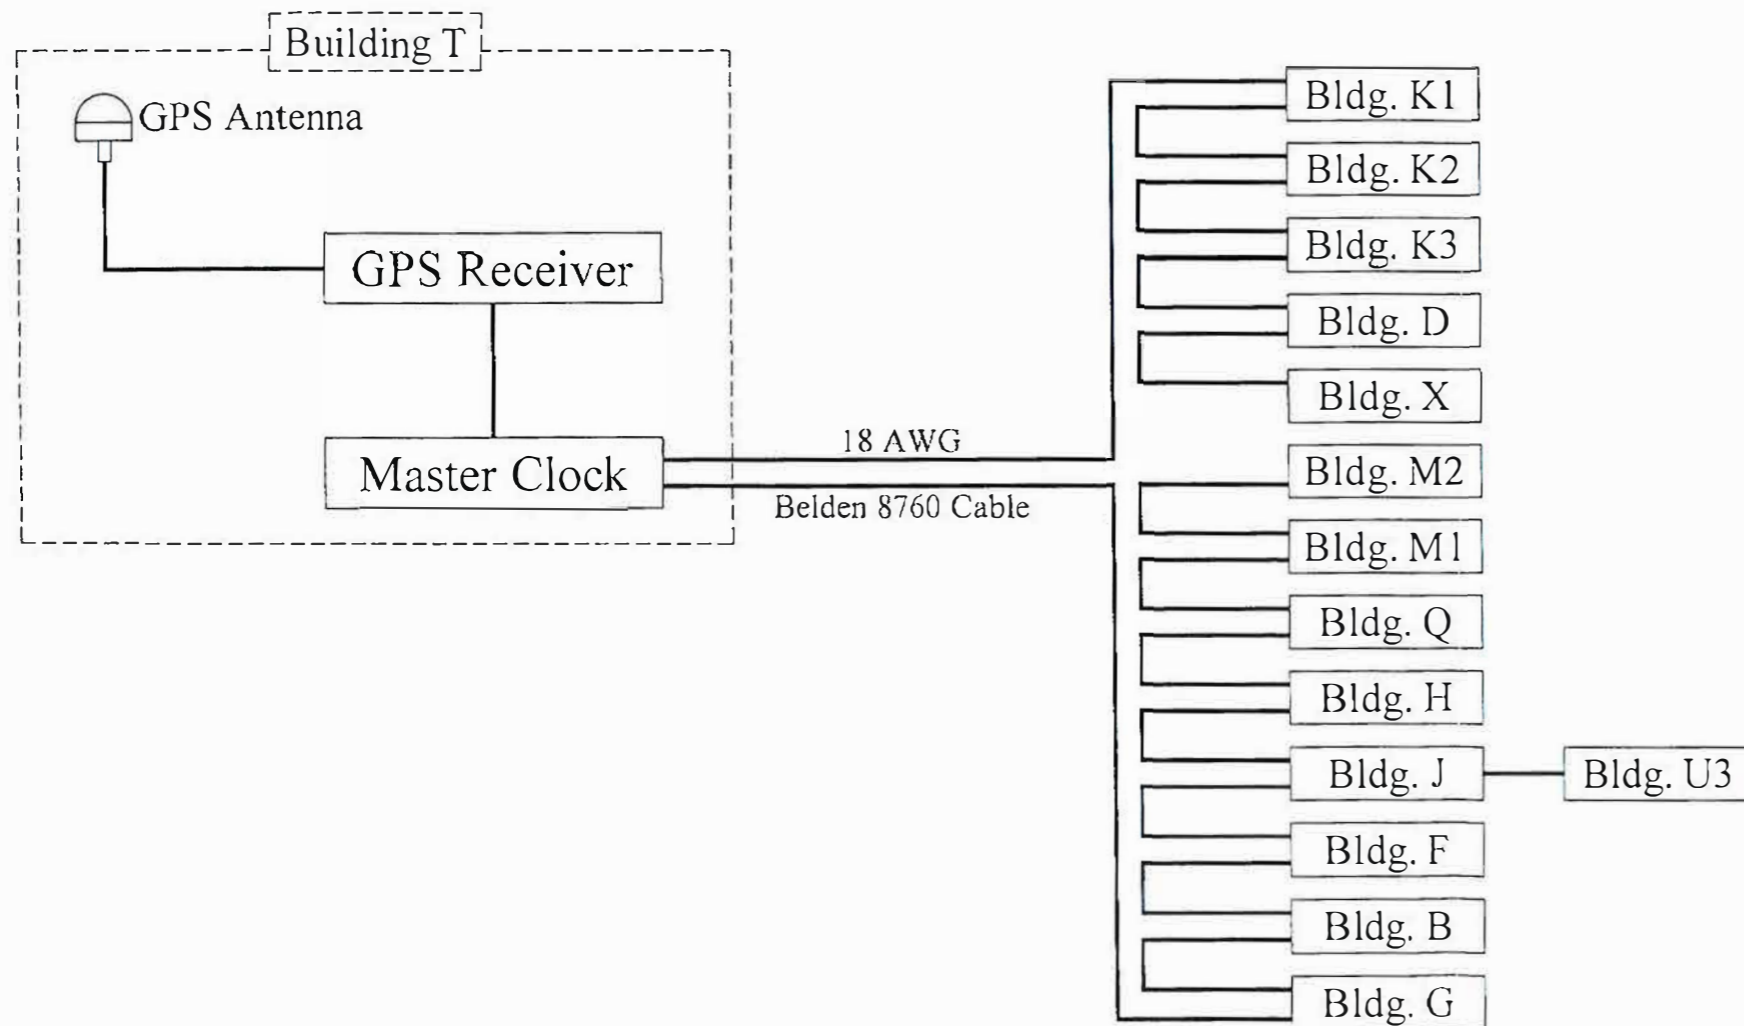 Building T
GPS Antenna
GPS Receiver
Master Clock
18 AWG
Belden 8760 Cable
Bldg. K1
Bldg. K2
Bldg. K3
Bldg. D
Bldg. X
Bldg. M2
Bldg. M1
Bldg. Q
Bldg. H
Bldg. J
Bldg. U3
Bldg. F
Bldg. B
Bldg. G